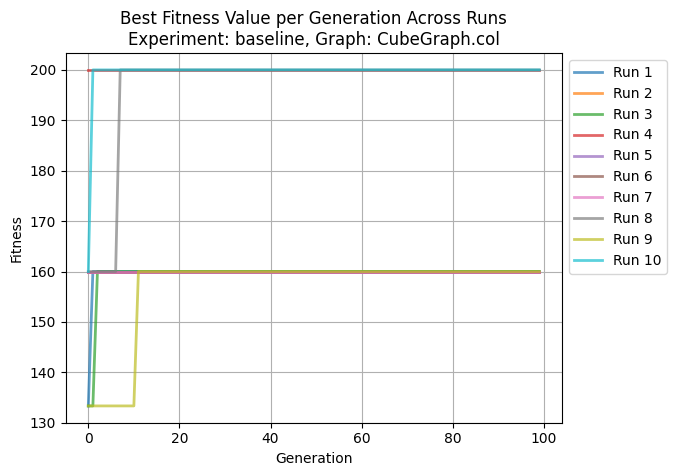 Best Fitness Value per Generation Across Runs
Experiment: baseline, Graph: CubeGraph.col
Fitness
200
190
180
170
160
150
140
130
0
20
40
60
80
100
Generation
Run 1
Run 2
Run 3
Run 4
Run 5
Run 6
Run 7
Run 8
Run 9
Run 10